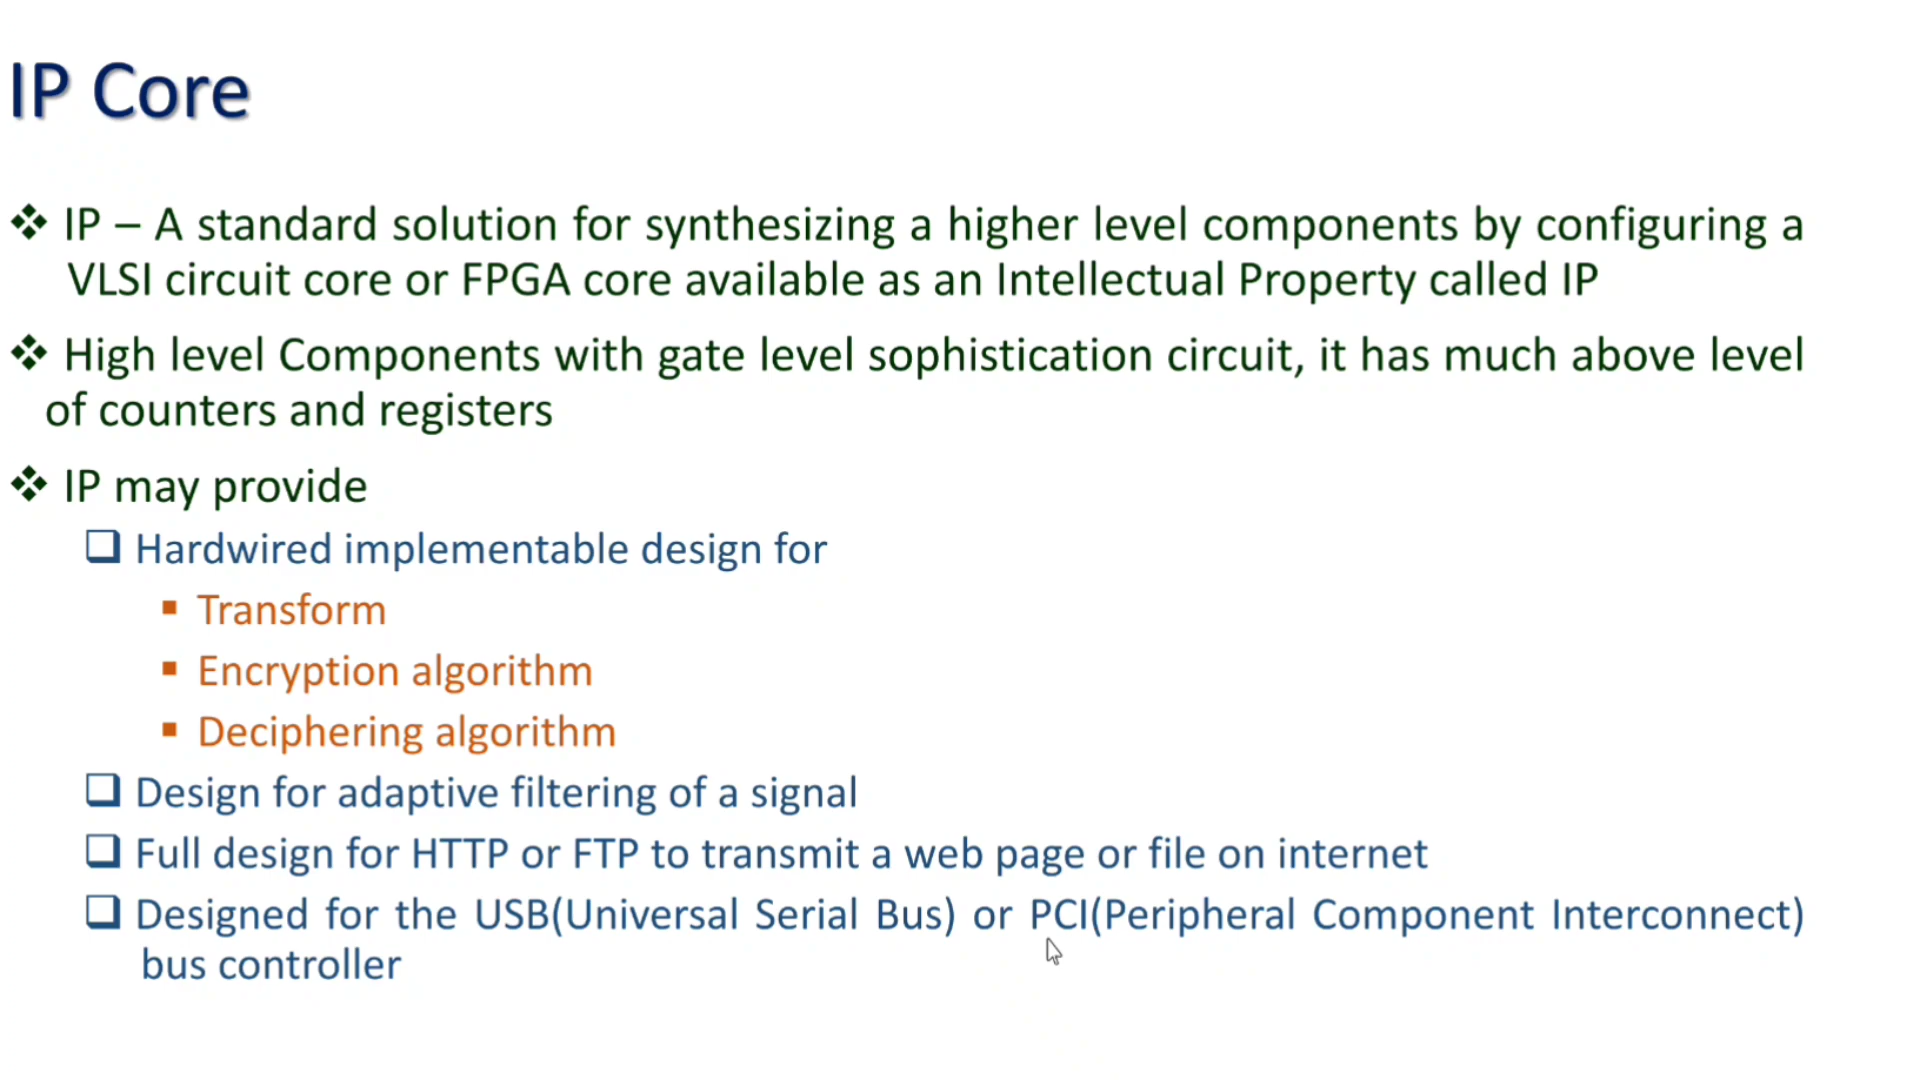 IP Core
❖ IP – A standard solution for synthesizing a higher level components by configuring a
VLSI circuit core or FPGA core available as an Intellectual Property called IP
❖ High level Components with gate level sophistication circuit, it has much above level
of counters and registers
❖ IP may provide
❑ Hardwired implementable design for
▪ Transform
▪ Encryption algorithm
▪ Deciphering algorithm
❑ Design for adaptive filtering of a signal
❑ Full design for HTTP or FTP to transmit a web page or file on internet
❑ Designed for the USB(Universal Serial Bus) or PCI(Peripheral Component Interconnect)
bus controller